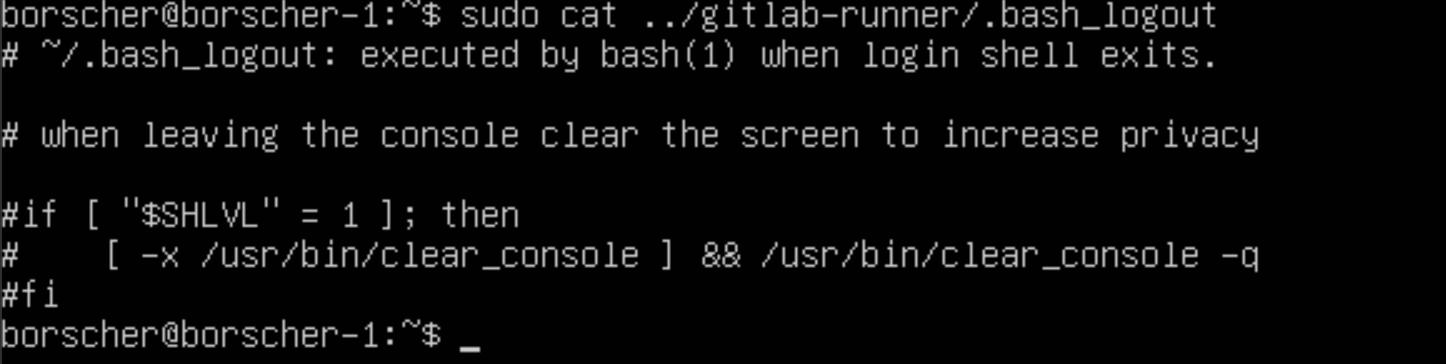 borscher@borscher-1:~$ sudo cat ../gitlab-runner/.bash_logout
# ~/.bash_logout: executed by bash(1) when login shell exits.
# when leaving the console clear the screen to increase privacy
#if [ "$SHLVL" = 1 ]; then
#    [ -x /usr/bin/clear_console ] && /usr/bin/clear_console -q
#fi
borscher@borscher-1:~$ _